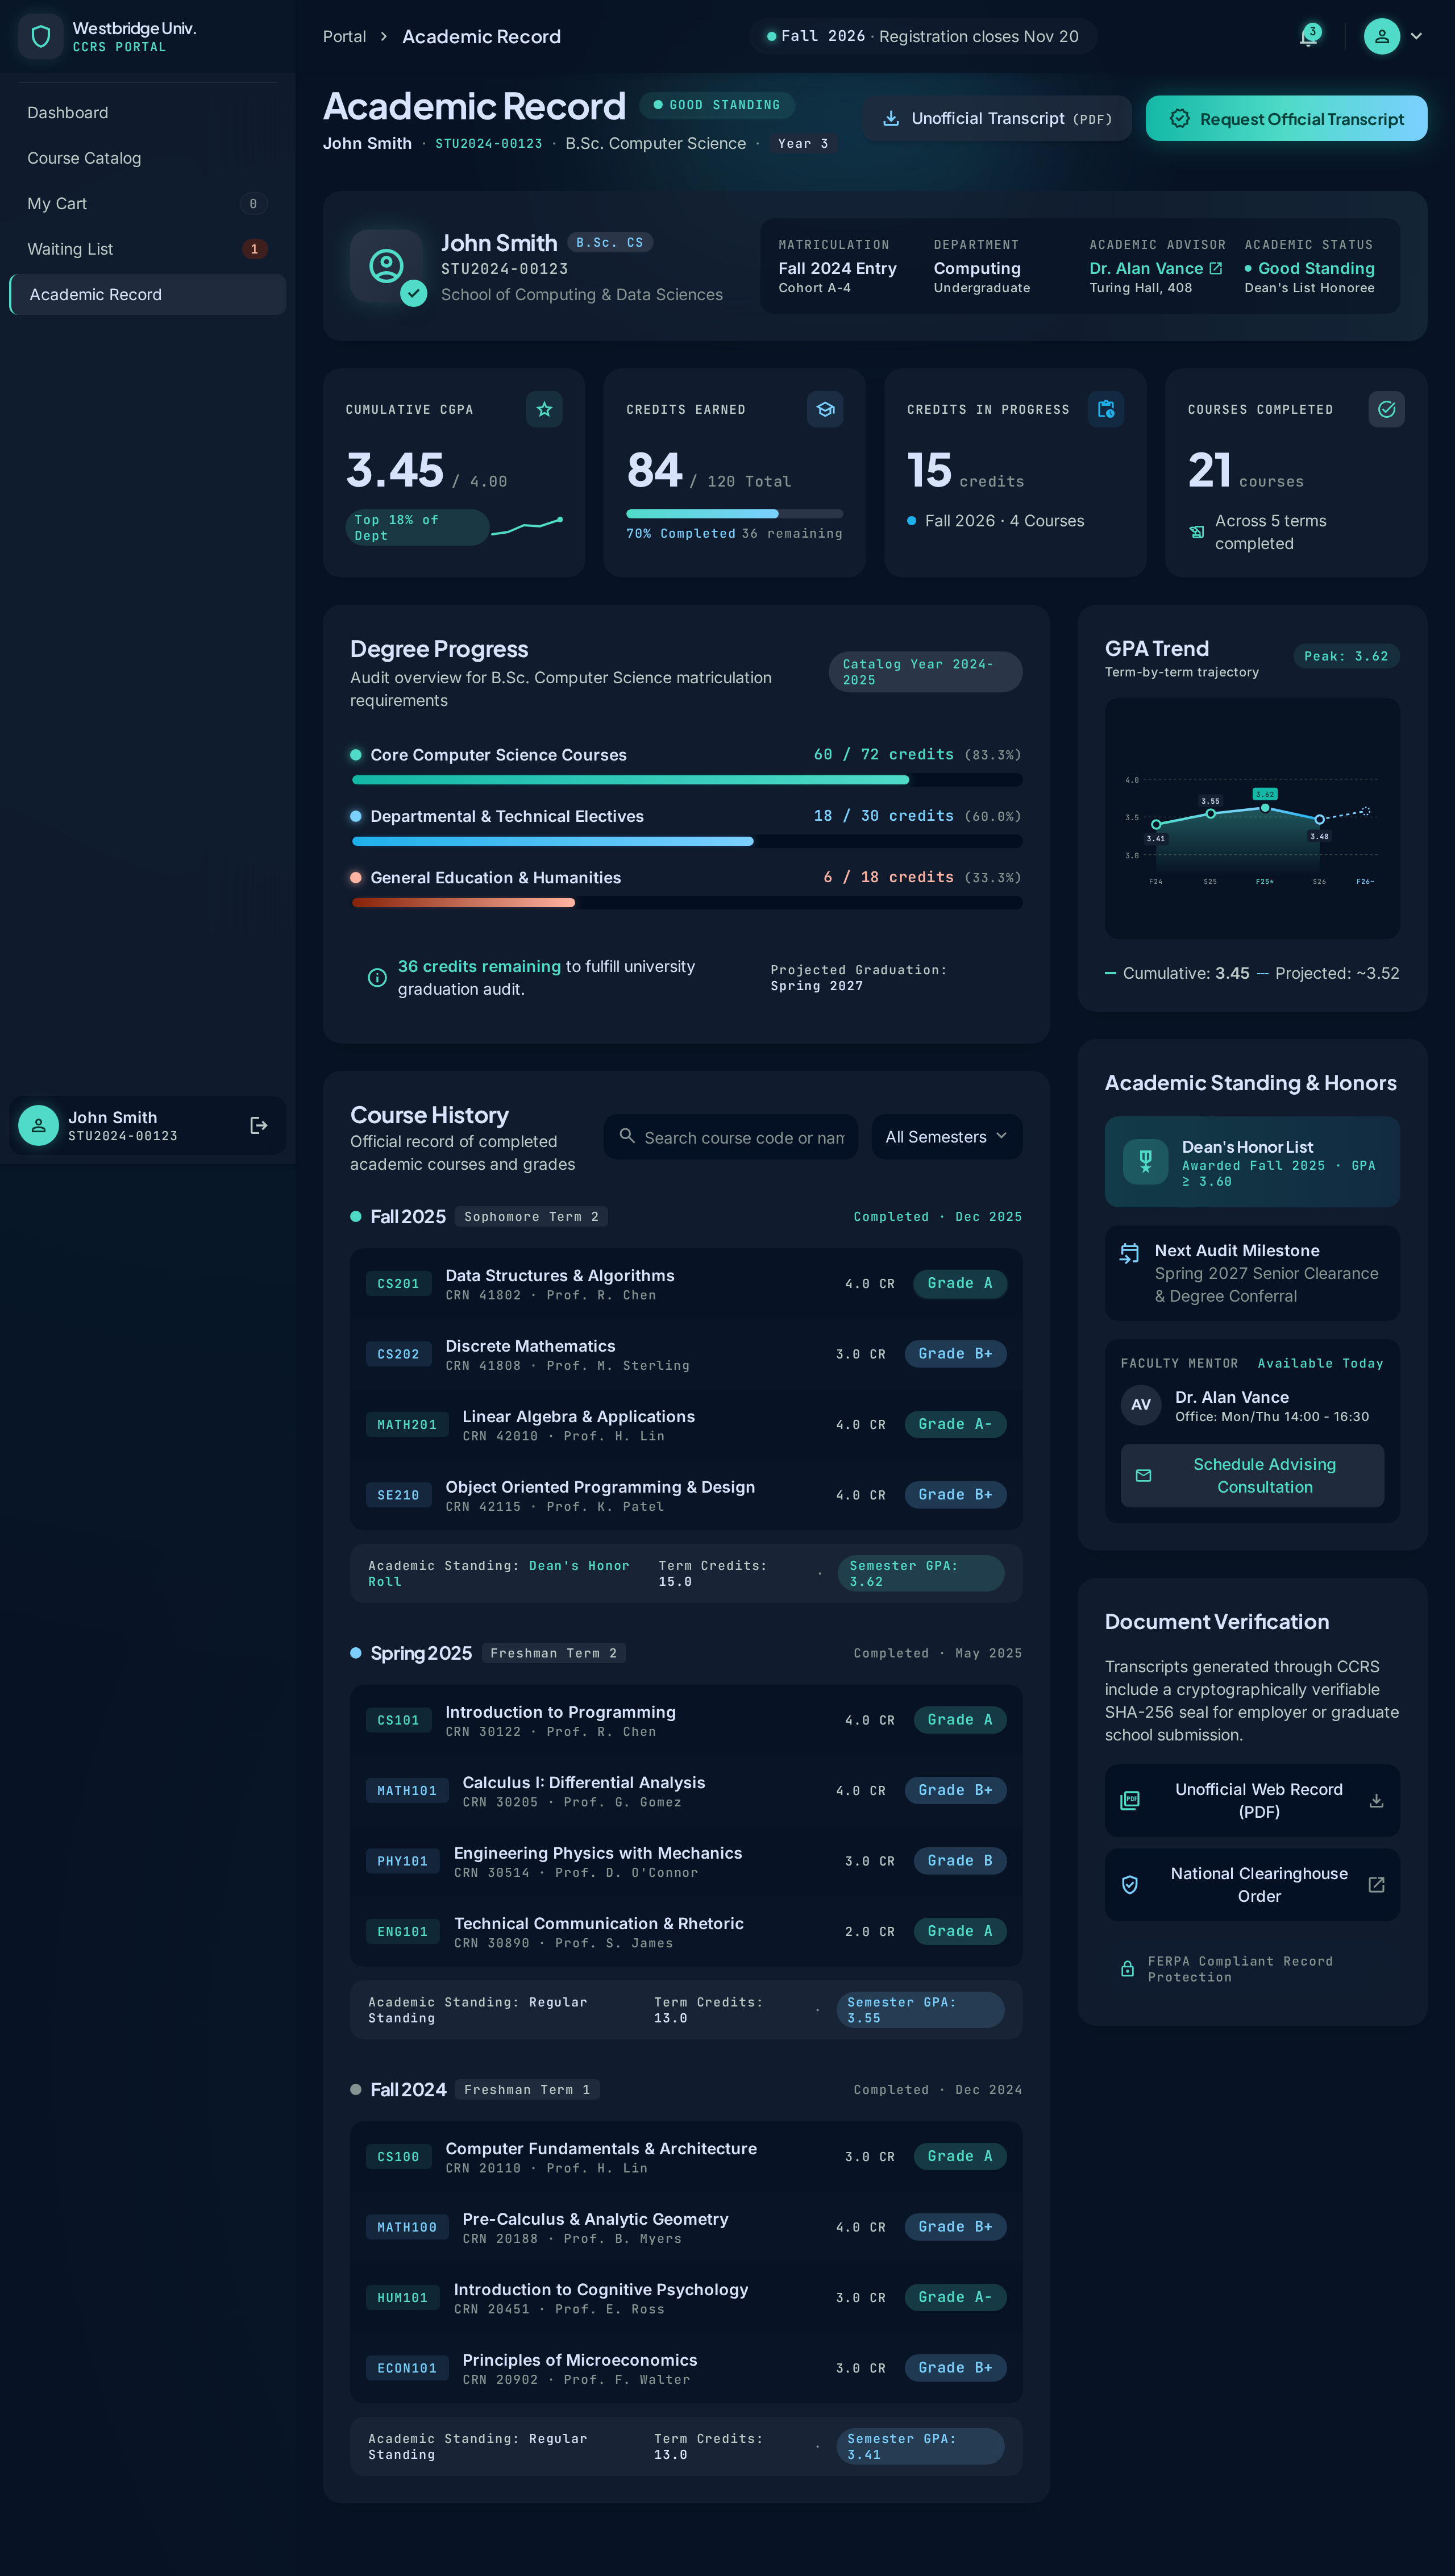 Westbridge Univ.
CCRS PORTAL
Dashboard
Course Catalog
My Cart
0
Waiting List
1
Academic Record
John Smith
STU2024-00123
Portal > Academic Record
Fall 2026 · Registration closes Nov 20
3
Academic Record
GOOD STANDING
John Smith · STU2024-00123 · B.Sc. Computer Science · Year 3
Unofficial Transcript (PDF)
Request Official Transcript
John Smith
B.Sc. CS
STU2024-00123
School of Computing & Data Sciences
MATRICULATION
Fall 2024 Entry
Cohort A-4
DEPARTMENT
Computing
Undergraduate
ACADEMIC ADVISOR
Dr. Alan Vance
Turing Hall, 408
ACADEMIC STATUS
Good Standing
Dean's List Honoree
CUMULATIVE CGPA
3.45 / 4.00
Top 18% of
Dept
CREDITS EARNED
84 / 120 Total
70% Completed 36 remaining
CREDITS IN PROGRESS
15 credits
Fall 2026 · 4 Courses
COURSES COMPLETED
21 courses
Across 5 terms
completed
Degree Progress
Audit overview for B.Sc. Computer Science matriculation
requirements
Catalog Year 2024-
2025
Core Computer Science Courses
60 / 72 credits (83.3%)
Departmental & Technical Electives
18 / 30 credits (60.0%)
General Education & Humanities
6 / 18 credits (33.3%)
36 credits remaining to fulfill university
graduation audit.
Projected Graduation:
Spring 2027
GPA Trend
Term-by-term trajectory
Peak: 3.62
4.0
3.5
3.0
3.41
3.55
3.62
3.48
F24
S25
F25★
S26
F26~
Cumulative: 3.45
Projected: ~3.52
Course History
Official record of completed
academic courses and grades
Search course code or nam
All Semesters
Fall 2025
Sophomore Term 2
Completed · Dec 2025
CS201
Data Structures & Algorithms
CRN 41802 · Prof. R. Chen
4.0 CR
Grade A
CS202
Discrete Mathematics
CRN 41808 · Prof. M. Sterling
3.0 CR
Grade B+
MATH201
Linear Algebra & Applications
CRN 42010 · Prof. H. Lin
4.0 CR
Grade A-
SE210
Object Oriented Programming & Design
CRN 42115 · Prof. K. Patel
4.0 CR
Grade B+
Academic Standing: Dean's Honor
Roll
Term Credits:
15.0
·
Semester GPA:
3.62
Spring 2025
Freshman Term 2
Completed · May 2025
CS101
Introduction to Programming
CRN 30122 · Prof. R. Chen
4.0 CR
Grade A
MATH101
Calculus I: Differential Analysis
CRN 30205 · Prof. G. Gomez
4.0 CR
Grade B+
PHY101
Engineering Physics with Mechanics
CRN 30514 · Prof. D. O'Connor
3.0 CR
Grade B
ENG101
Technical Communication & Rhetoric
CRN 30890 · Prof. S. James
2.0 CR
Grade A
Academic Standing: Regular
Standing
Term Credits:
13.0
·
Semester GPA:
3.55
Fall 2024
Freshman Term 1
Completed · Dec 2024
CS100
Computer Fundamentals & Architecture
CRN 20110 · Prof. H. Lin
3.0 CR
Grade A
MATH100
Pre-Calculus & Analytic Geometry
CRN 20188 · Prof. B. Myers
4.0 CR
Grade B+
HUM101
Introduction to Cognitive Psychology
CRN 20451 · Prof. E. Ross
3.0 CR
Grade A-
ECON101
Principles of Microeconomics
CRN 20902 · Prof. F. Walter
3.0 CR
Grade B+
Academic Standing: Regular
Standing
Term Credits:
13.0
·
Semester GPA:
3.41
Academic Standing & Honors
Dean's Honor List
Awarded Fall 2025 · GPA
≥ 3.60
Next Audit Milestone
Spring 2027 Senior Clearance
& Degree Conferral
FACULTY MENTOR
Available Today
AV
Dr. Alan Vance
Office: Mon/Thu 14:00 - 16:30
Schedule Advising
Consultation
Document Verification
Transcripts generated through CCRS
include a cryptographically verifiable
SHA-256 seal for employer or graduate
school submission.
PDF
Unofficial Web Record
(PDF)
National Clearinghouse
Order
FERPA Compliant Record
Protection